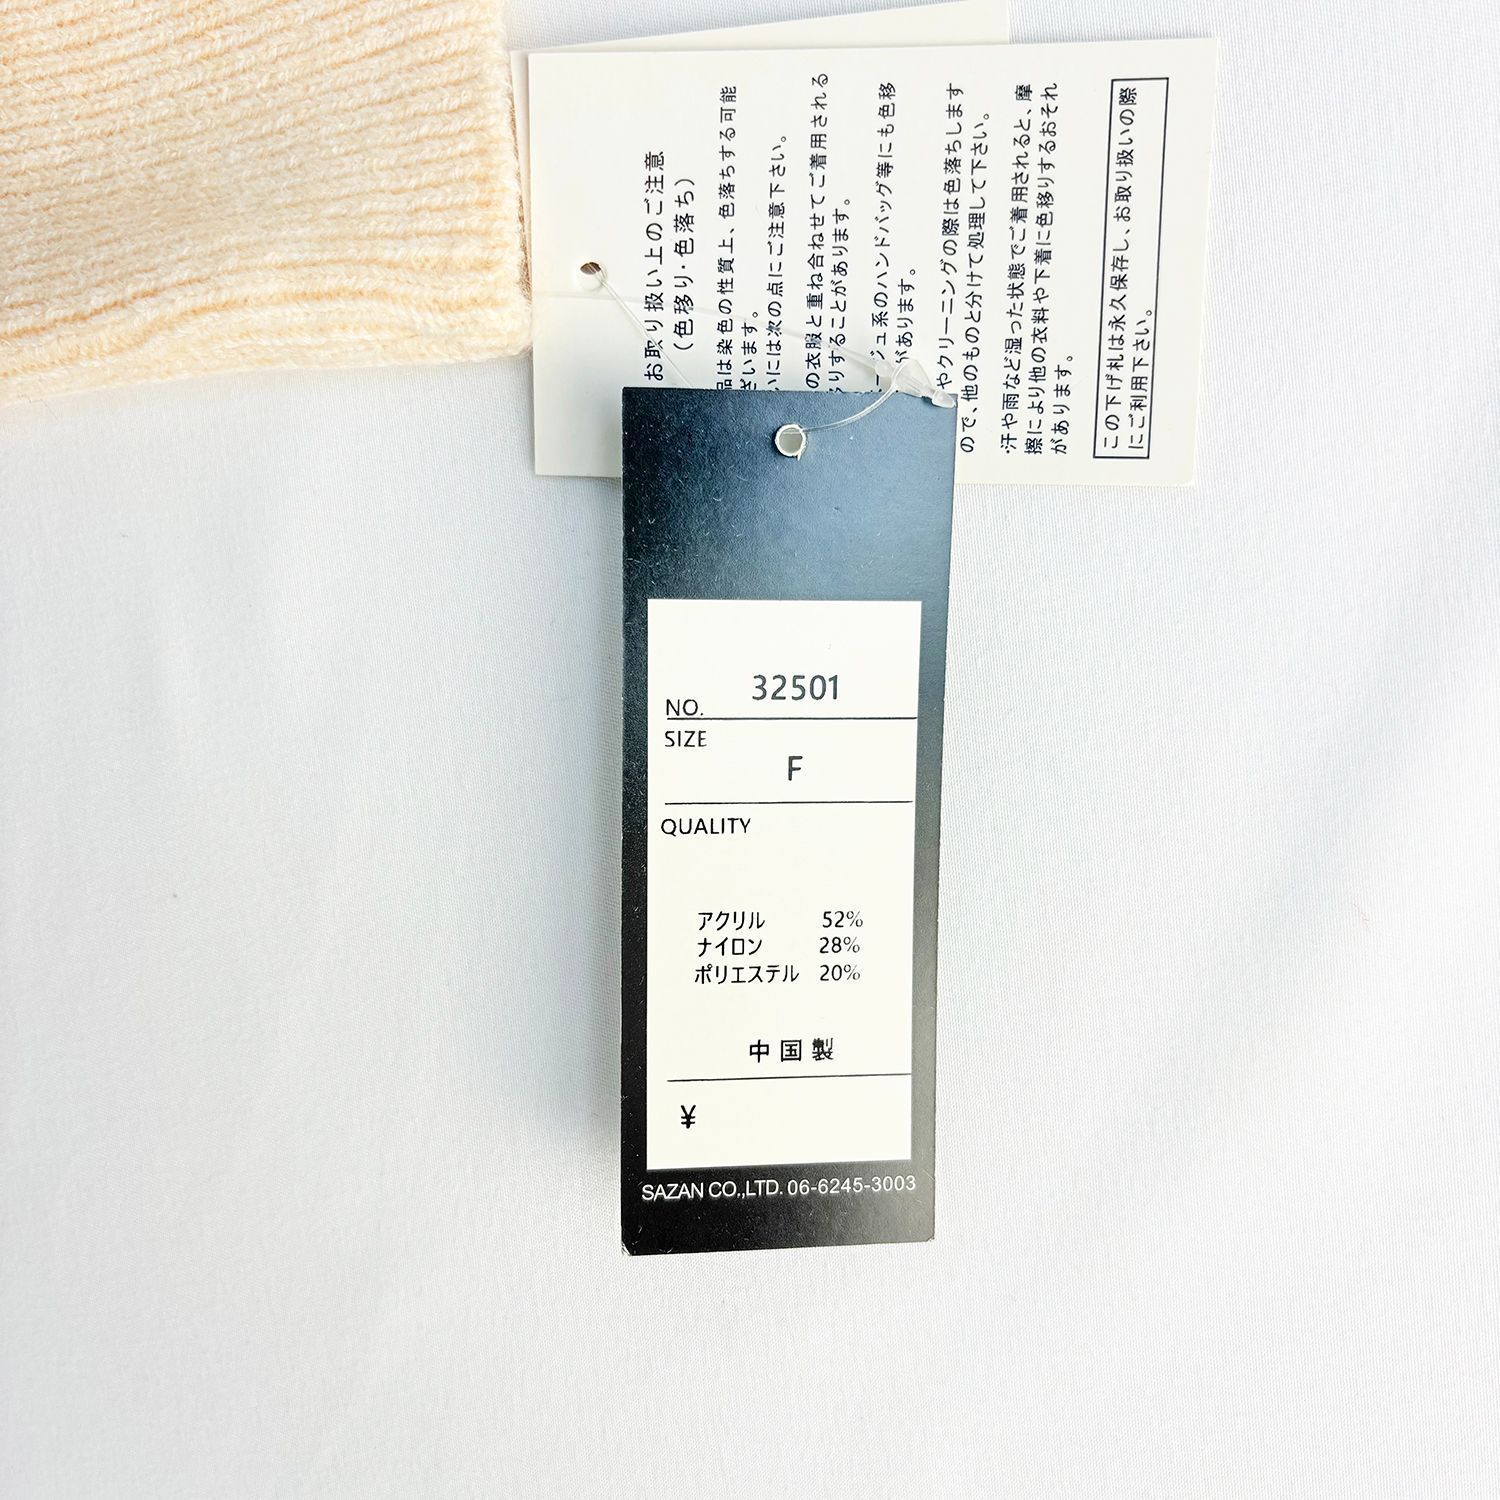 お取り扱い上のご注意
(色移り・色落ち)
品は染色の性質上、色落ちする可能
ざいます。
いには次の点にご注意下さい。
の衣服と重ね合わせてご着用される
りすることがあります。
ジュ系のハンドバッグ等にも色移
があります。
やクリーニングの際は色落ちします
ので、他のものと分けて処理して下さい。
・汗や雨など湿った状態でご着用されると、摩
擦により他の衣料や下着に色移りするおそれ
があります。
この下げ札は永久保存し、お取り扱いの際
にご利用下さい。
NO. 32501
SIZE
F
QUALITY
アクリル 52%
ナイロン 28%
ポリエステル 20%
中国製
¥
SAZAN CO.,LTD. 06-6245-3003